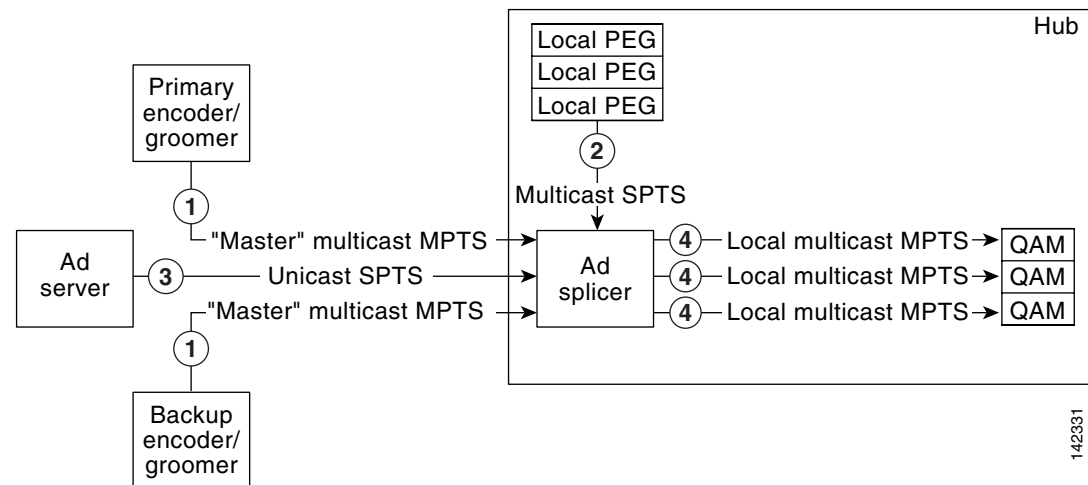 Hub
Local PEG
Local PEG
Local PEG
Primary
encoder/
groomer
2
Multicast SPTS
1
"Master" multicast MPTS
4
Local multicast MPTS
QAM
Ad
server
3
Unicast SPTS
Ad
splicer
4
Local multicast MPTS
QAM
"Master" multicast MPTS
4
Local multicast MPTS
QAM
1
Backup
encoder/
groomer
142331